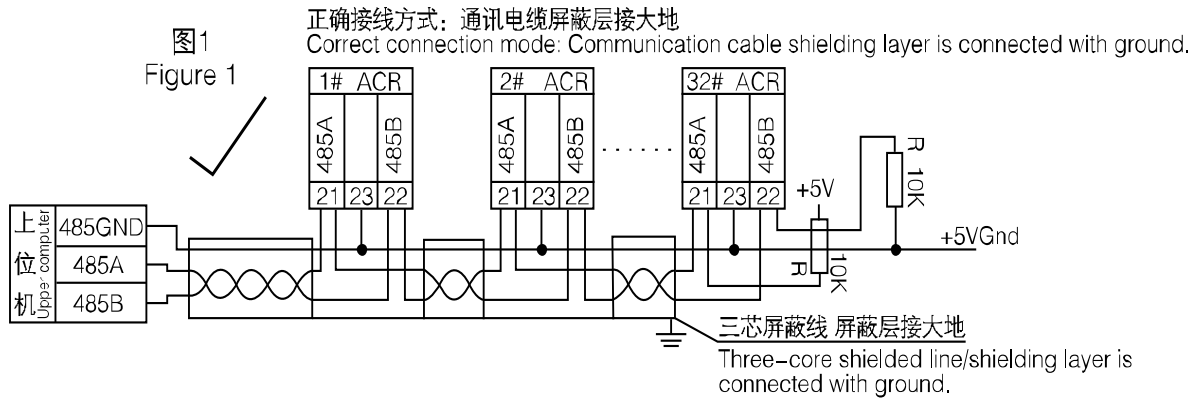 图1
Figure 1
正确接线方式：通讯电缆屏蔽层接大地
Correct connection mode: Communication cable shielding layer is connected with ground.
1# ACR
485A
485B
21 23 22
2# ACR
485A
485B
21 23 22
······
32# ACR
485A
485B
21 23 22
+5V
R 10K
R 10K
+5VGnd
上位机
Upper computer
485GND
485A
485B
三芯屏蔽线 屏蔽层接大地
Three-core shielded line/shielding layer is
connected with ground.